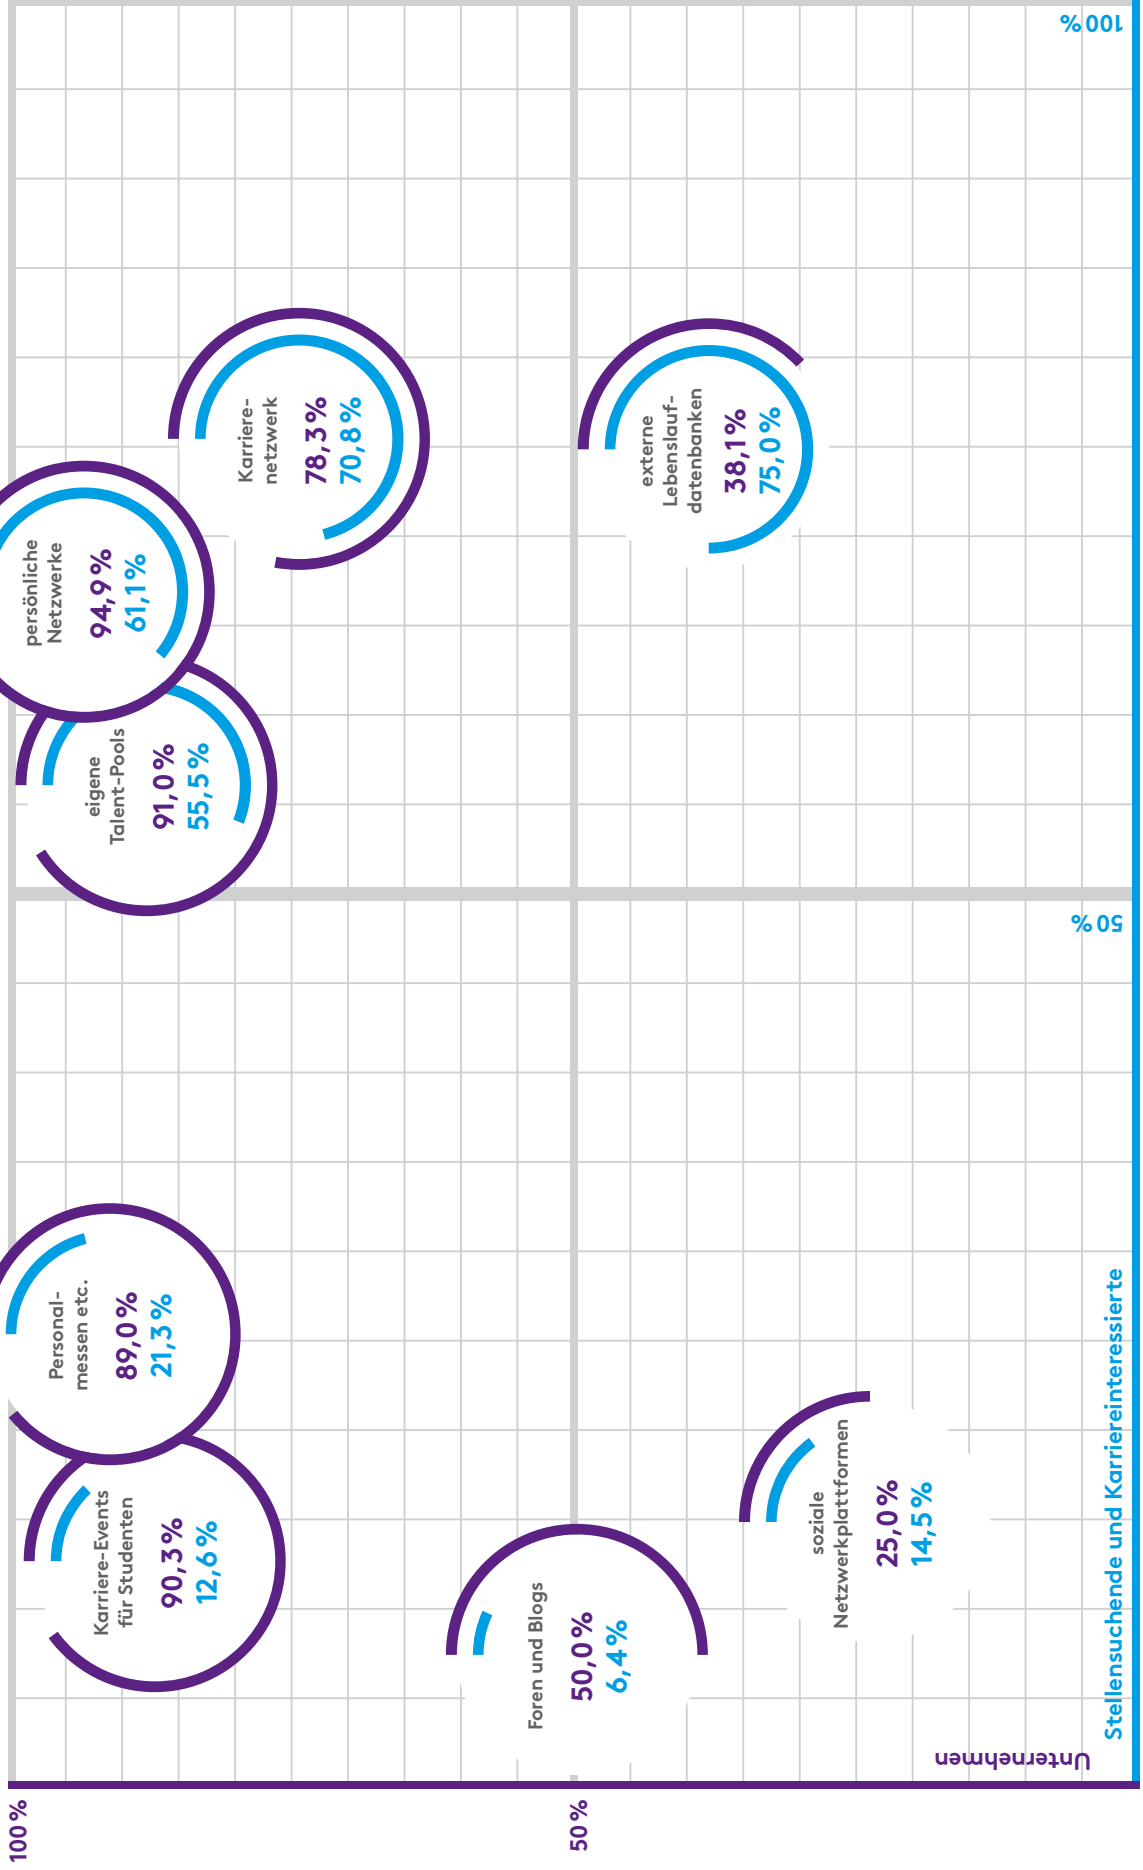 100 %
persönliche
Netzwerke
94,9 %
61,1 %
eigene
Talent-Pools
91,0 %
55,5 %
Karriere-
netzwerk
78,3 %
70,8 %
Personal-
messen etc.
89,0 %
21,3 %
Karriere-Events
für Studenten
90,3 %
12,6 %
50 %
Foren und Blogs
50,0 %
6,4 %
externe
Lebenslauf-
datenbanken
38,1 %
75,0 %
soziale
Netzwerkplattformen
25,0 %
14,5 %
Unternehmen
Stellensuchende und Karriereinteressierte
50 %
100 %